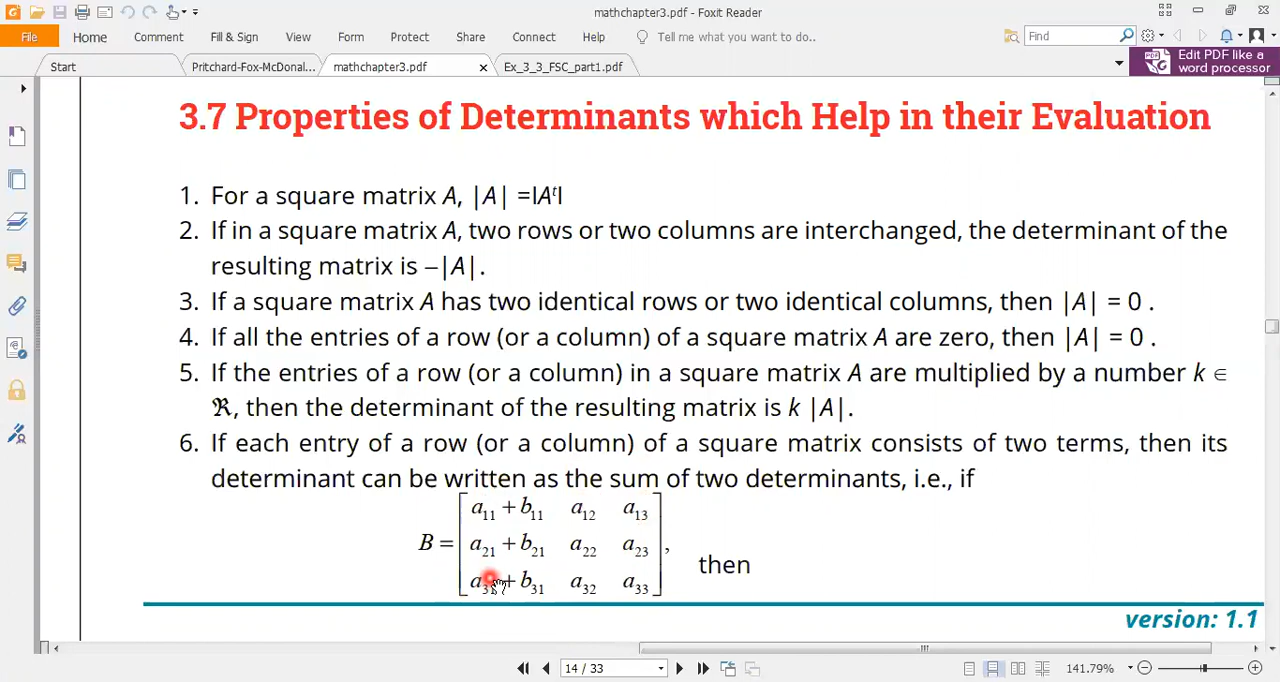 mathchapter3.pdf - Foxit Reader
File Home Comment Fill & Sign View Form Protect Share Connect Help Tell me what you want to do... Find
Start Pritchard-Fox-McDonal... mathchapter3.pdf Ex_3_3_FSC_part1.pdf Edit PDF like a
word processor
3.7 Properties of Determinants which Help in their Evaluation
1. For a square matrix A, |A| =|Aᵗ|
2. If in a square matrix A, two rows or two columns are interchanged, the determinant of the
resulting matrix is –|A|.
3. If a square matrix A has two identical rows or two identical columns, then |A| = 0 .
4. If all the entries of a row (or a column) of a square matrix A are zero, then |A| = 0 .
5. If the entries of a row (or a column) in a square matrix A are multiplied by a number k ∈
ℜ, then the determinant of the resulting matrix is k |A|.
6. If each entry of a row (or a column) of a square matrix consists of two terms, then its
determinant can be written as the sum of two determinants, i.e., if
a₁₁ + b₁₁ a₁₂ a₁₃
B = a₂₁ + b₂₁ a₂₂ a₂₃ , then
a₃₁ + b₃₁ a₃₂ a₃₃
version: 1.1
14 / 33 141.79%